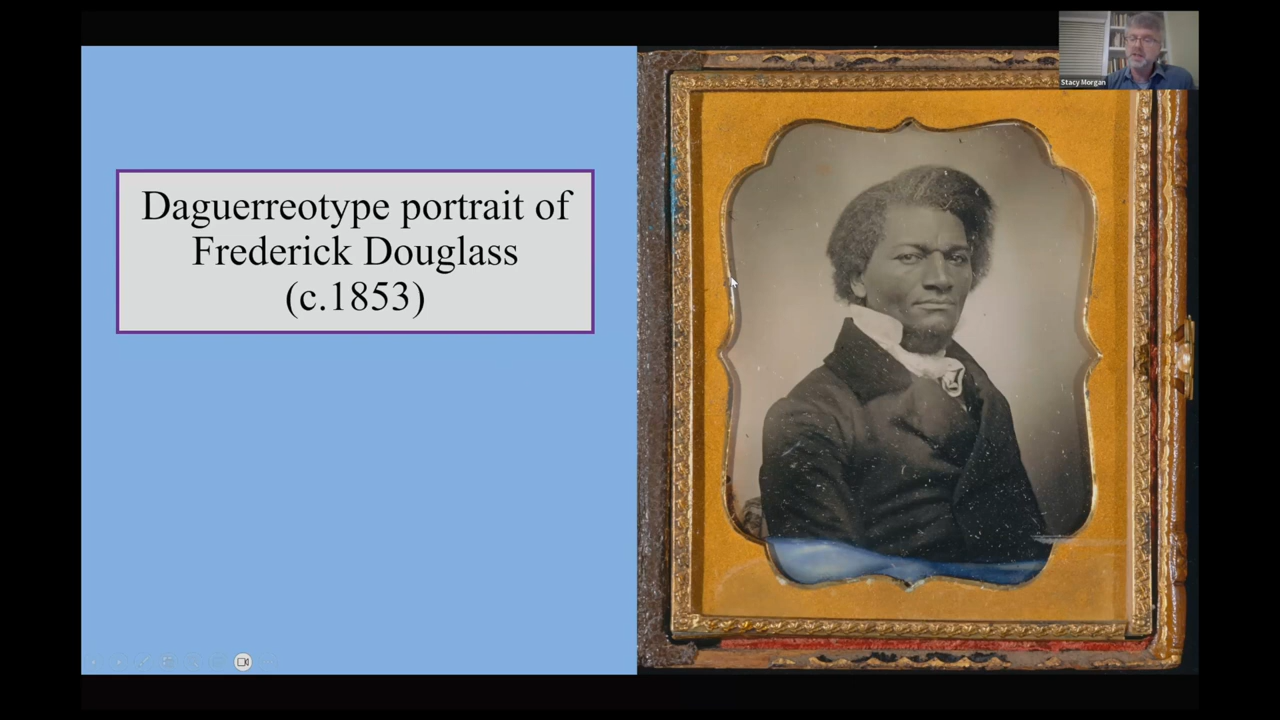 Stacy Morgan
Daguerreotype portrait of
Frederick Douglass
(c.1853)